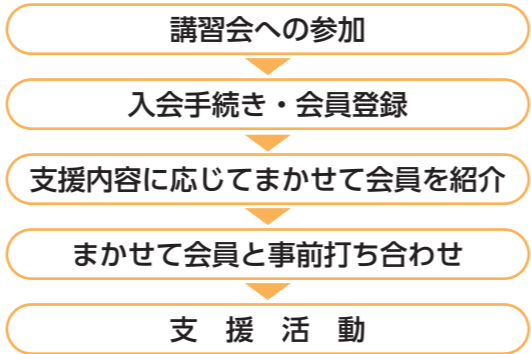 講習会への参加
入会手続き・会員登録
支援内容に応じてまかせて会員を紹介
まかせて会員と事前打ち合わせ
支　援　活　動